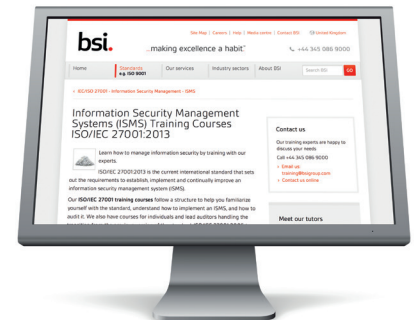 Site Map | Careers | Help | Media centre | Contact BSI United Kingdom
bsi.
...making excellence a habit.™
+44 345 086 9000
Home
Standards
e.g. ISO 9001
Our services
Industry sectors
About BSI
Search BSI
GO
IEC/ISO 27001 - Information Security Management - ISMS
Information Security Management
Systems (ISMS) Training Courses
ISO/IEC 27001:2013
Learn how to manage information security by training with our
experts.
ISO/IEC 27001:2013 is the current international standard that sets
out the requirements to establish, implement and continually improve an
information security management system (ISMS).
Our ISO/IEC 27001 training courses follow a structure to help you familiarize
yourself with the standard, understand how to implement an ISMS, and how to
audit it. We also have courses for individuals and lead auditors handling the
Contact us
Our training experts are happy to
discuss your needs
Call +44 345 086 9000
Email us:
training@bsigroup.com
Contact us online
Meet our tutors